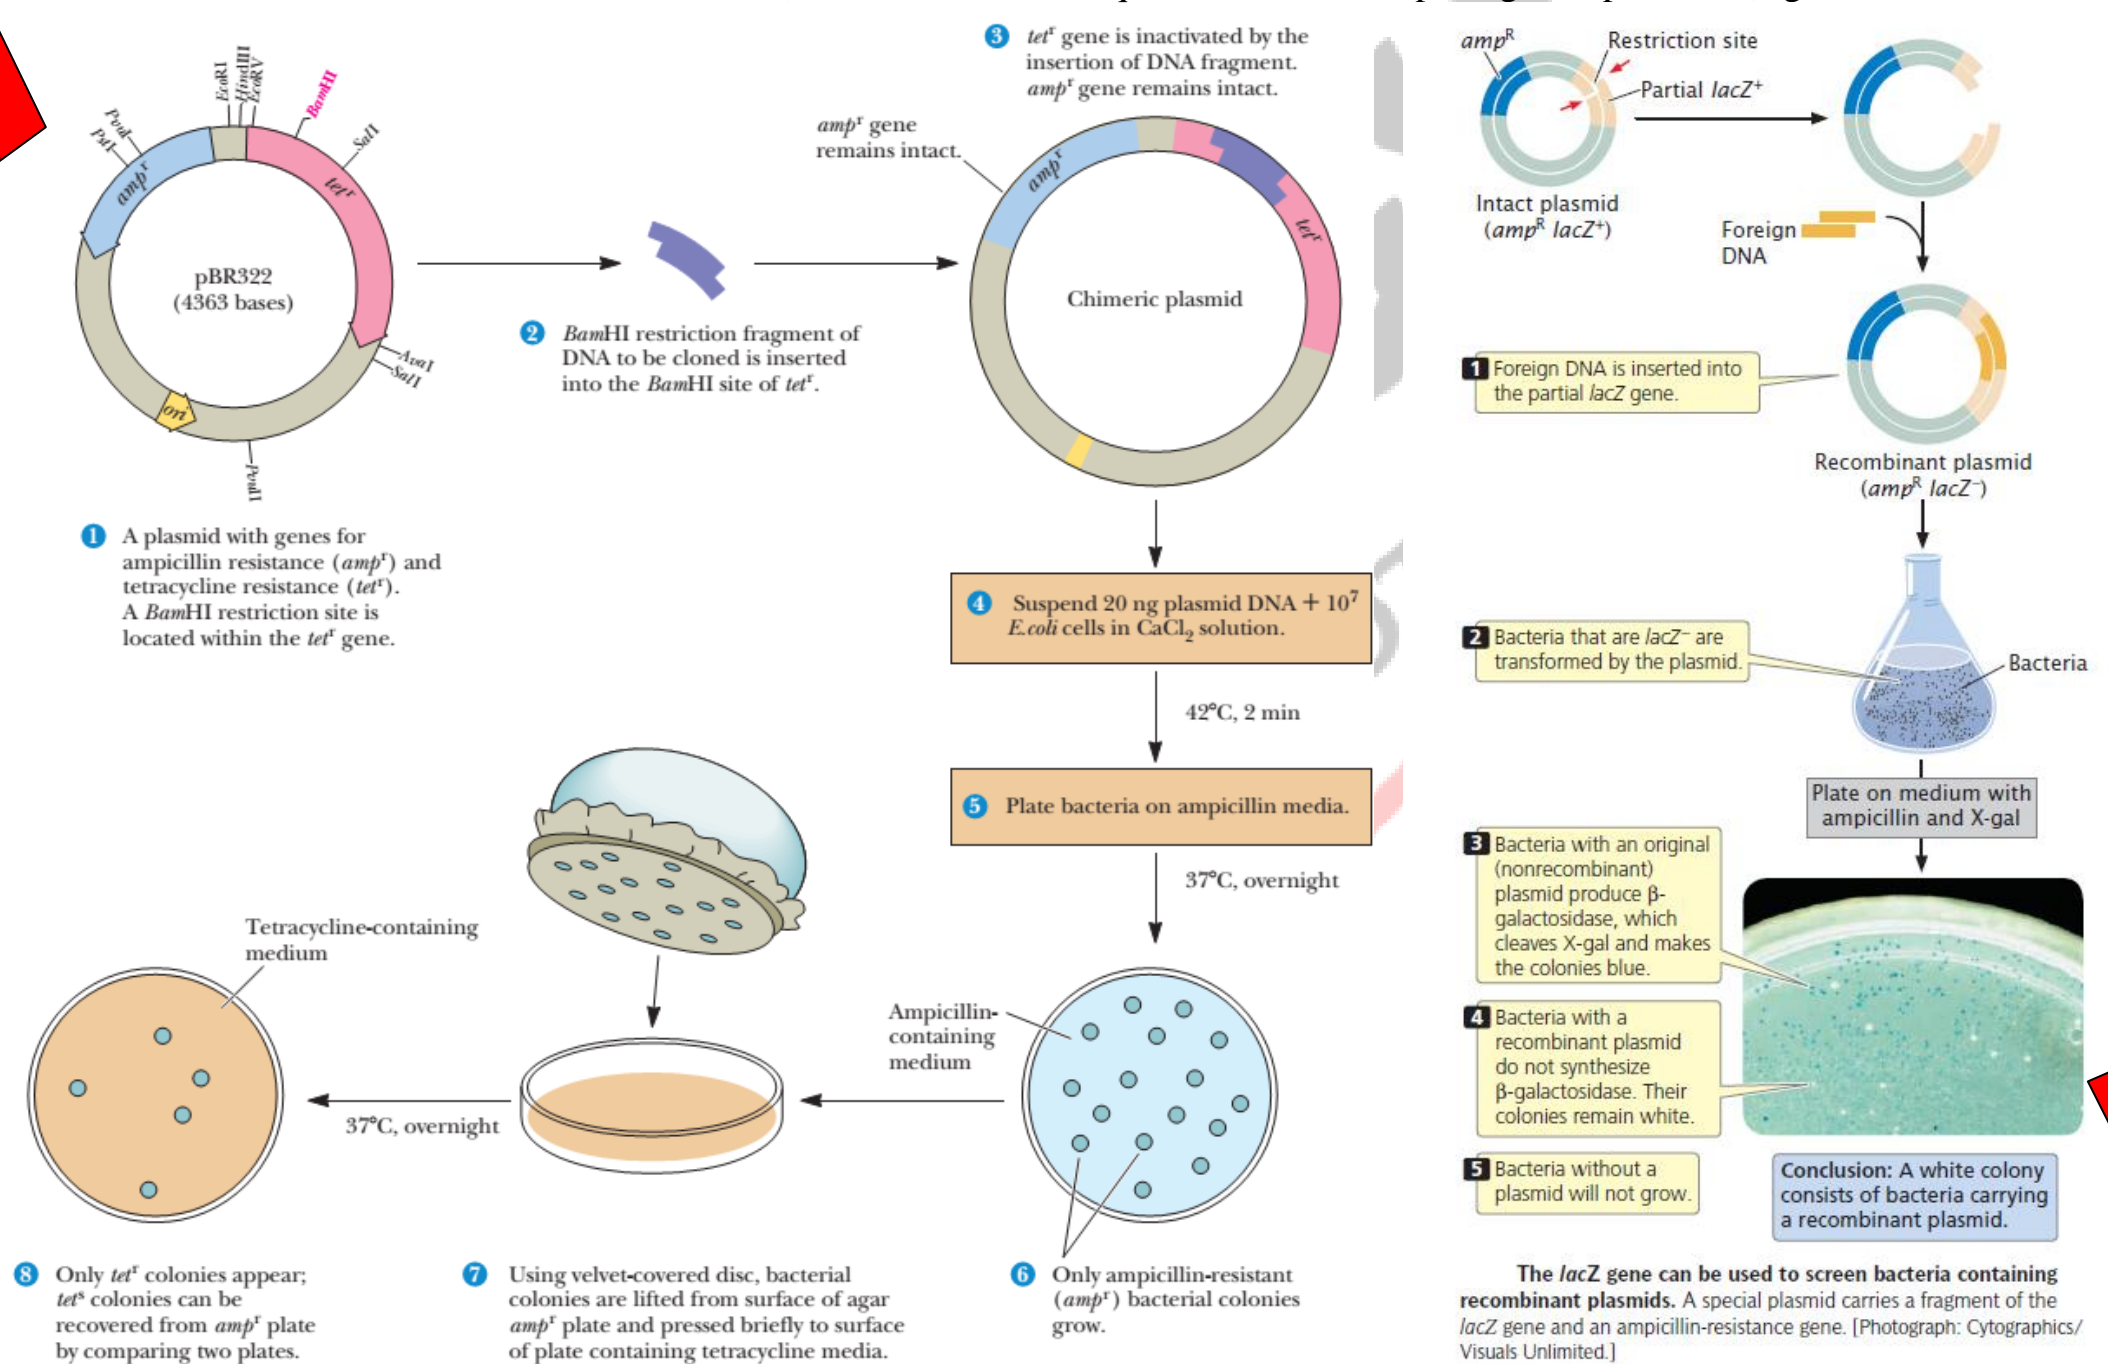 EcoRI
HindIII
EcoRV
BamHI
SalI
PvuI
PstI
ampʳ
tetʳ
pBR322
(4363 bases)
AvaI
SalI
ori
PvuII
1 A plasmid with genes for
ampicillin resistance (ampʳ) and
tetracycline resistance (tetʳ).
A BamHI restriction site is
located within the tetʳ gene.
2 BamHI restriction fragment of
DNA to be cloned is inserted
into the BamHI site of tetʳ.
3 tetʳ gene is inactivated by the
insertion of DNA fragment.
ampʳ gene remains intact.
ampʳ gene
remains intact.
ampʳ
tetʳ
Chimeric plasmid
4 Suspend 20 ng plasmid DNA + 10⁷
E.coli cells in CaCl₂ solution.
42°C, 2 min
5 Plate bacteria on ampicillin media.
37°C, overnight
Ampicillin-
containing
medium
6 Only ampicillin-resistant
(ampʳ) bacterial colonies
grow.
7 Using velvet-covered disc, bacterial
colonies are lifted from surface of agar
ampʳ plate and pressed briefly to surface
of plate containing tetracycline media.
37°C, overnight
Tetracycline-containing
medium
8 Only tetʳ colonies appear;
tetˢ colonies can be
recovered from ampʳ plate
by comparing two plates.
ampᴿ
Restriction site
Partial lacZ⁺
Intact plasmid
(ampᴿ lacZ⁺)
Foreign
DNA
1 Foreign DNA is inserted into
the partial lacZ gene.
Recombinant plasmid
(ampᴿ lacZ⁻)
2 Bacteria that are lacZ⁻ are
transformed by the plasmid.
Bacteria
Plate on medium with
ampicillin and X-gal
3 Bacteria with an original
(nonrecombinant)
plasmid produce β-
galactosidase, which
cleaves X-gal and makes
the colonies blue.
4 Bacteria with a
recombinant plasmid
do not synthesize
β-galactosidase. Their
colonies remain white.
5 Bacteria without a
plasmid will not grow.
Conclusion: A white colony
consists of bacteria carrying
a recombinant plasmid.
The lacZ gene can be used to screen bacteria containing
recombinant plasmids. A special plasmid carries a fragment of the
lacZ gene and an ampicillin-resistance gene. [Photograph: Cytographics/
Visuals Unlimited.]